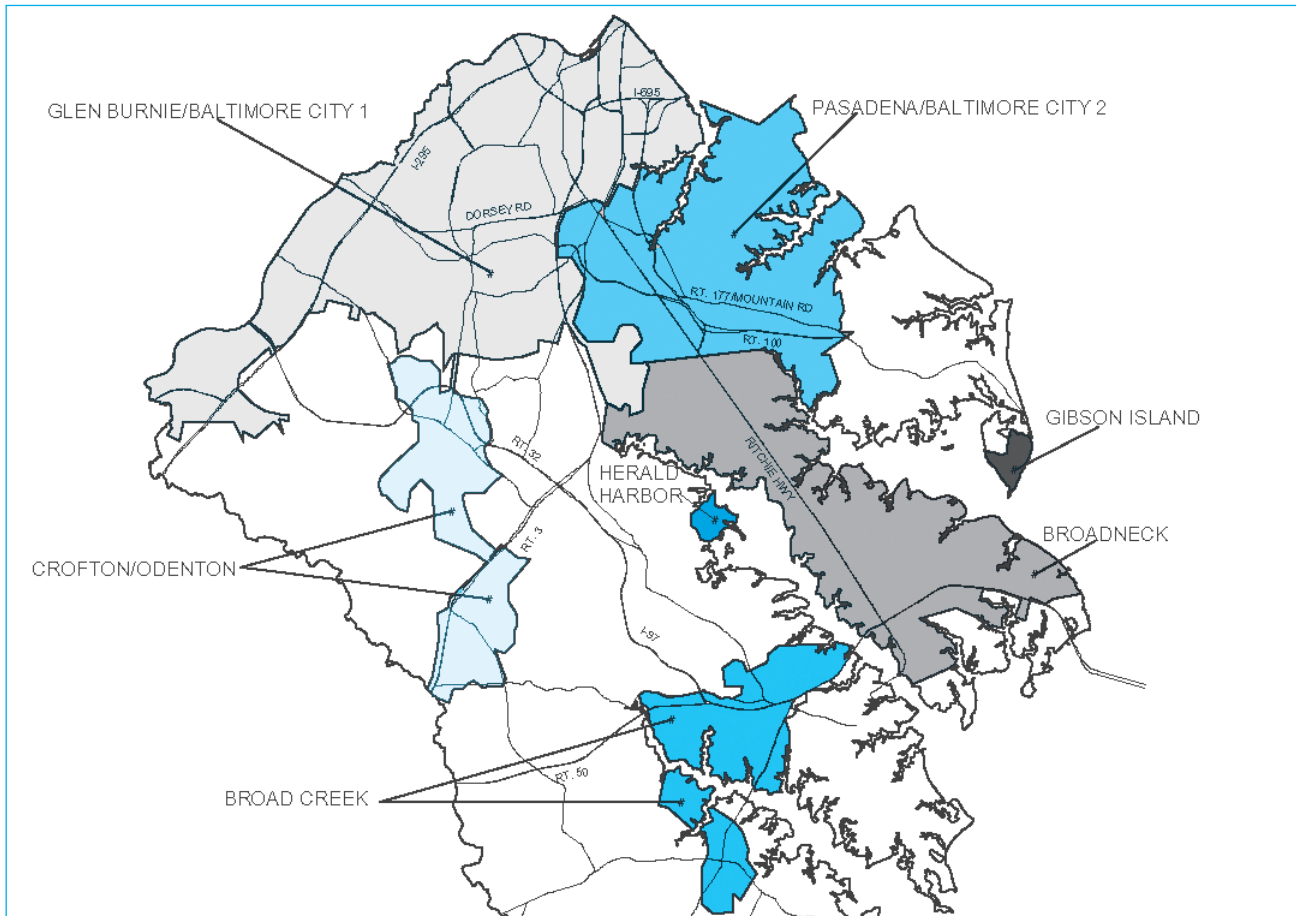 I-695
GLEN BURNIE/BALTIMORE CITY 1
PASADENA/BALTIMORE CITY 2
I-295
DORSEY RD
RT. 177/MOUNTAIN RD
RT. 100
GIBSON ISLAND
RT. 32
RITCHIE HWY
HERALD
HARBOR
BROADNECK
RT. 3
CROFTON/ODENTON
I-97
RT. 50
BROAD CREEK